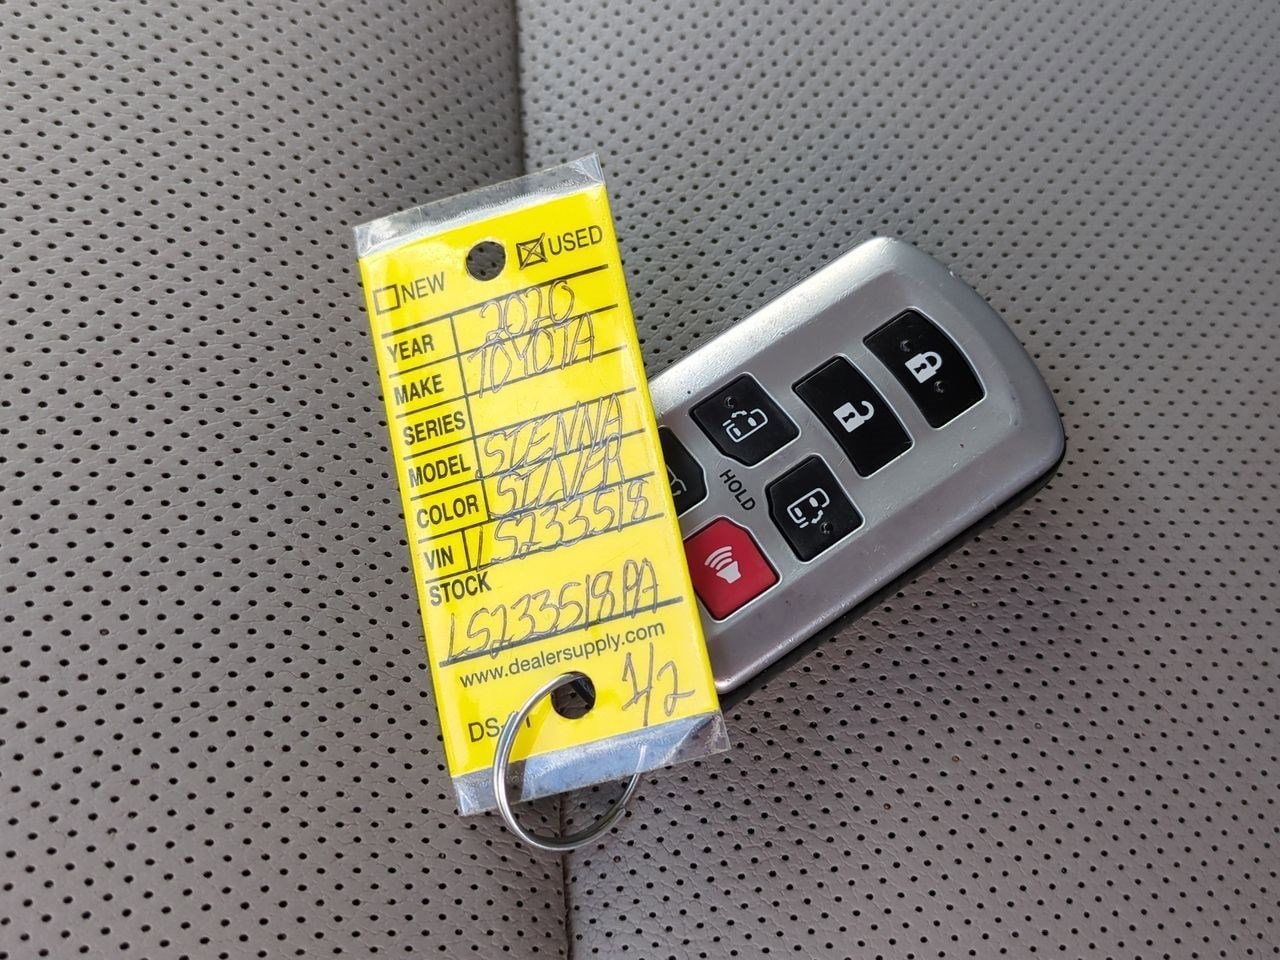 NEW USED
YEAR 2020
MAKE TOYOTA
SERIES
MODEL SIENNA
COLOR SILVER
VIN LS233518
STOCK
LS233518PA
www.dealersupply.com
1/2
HOLD